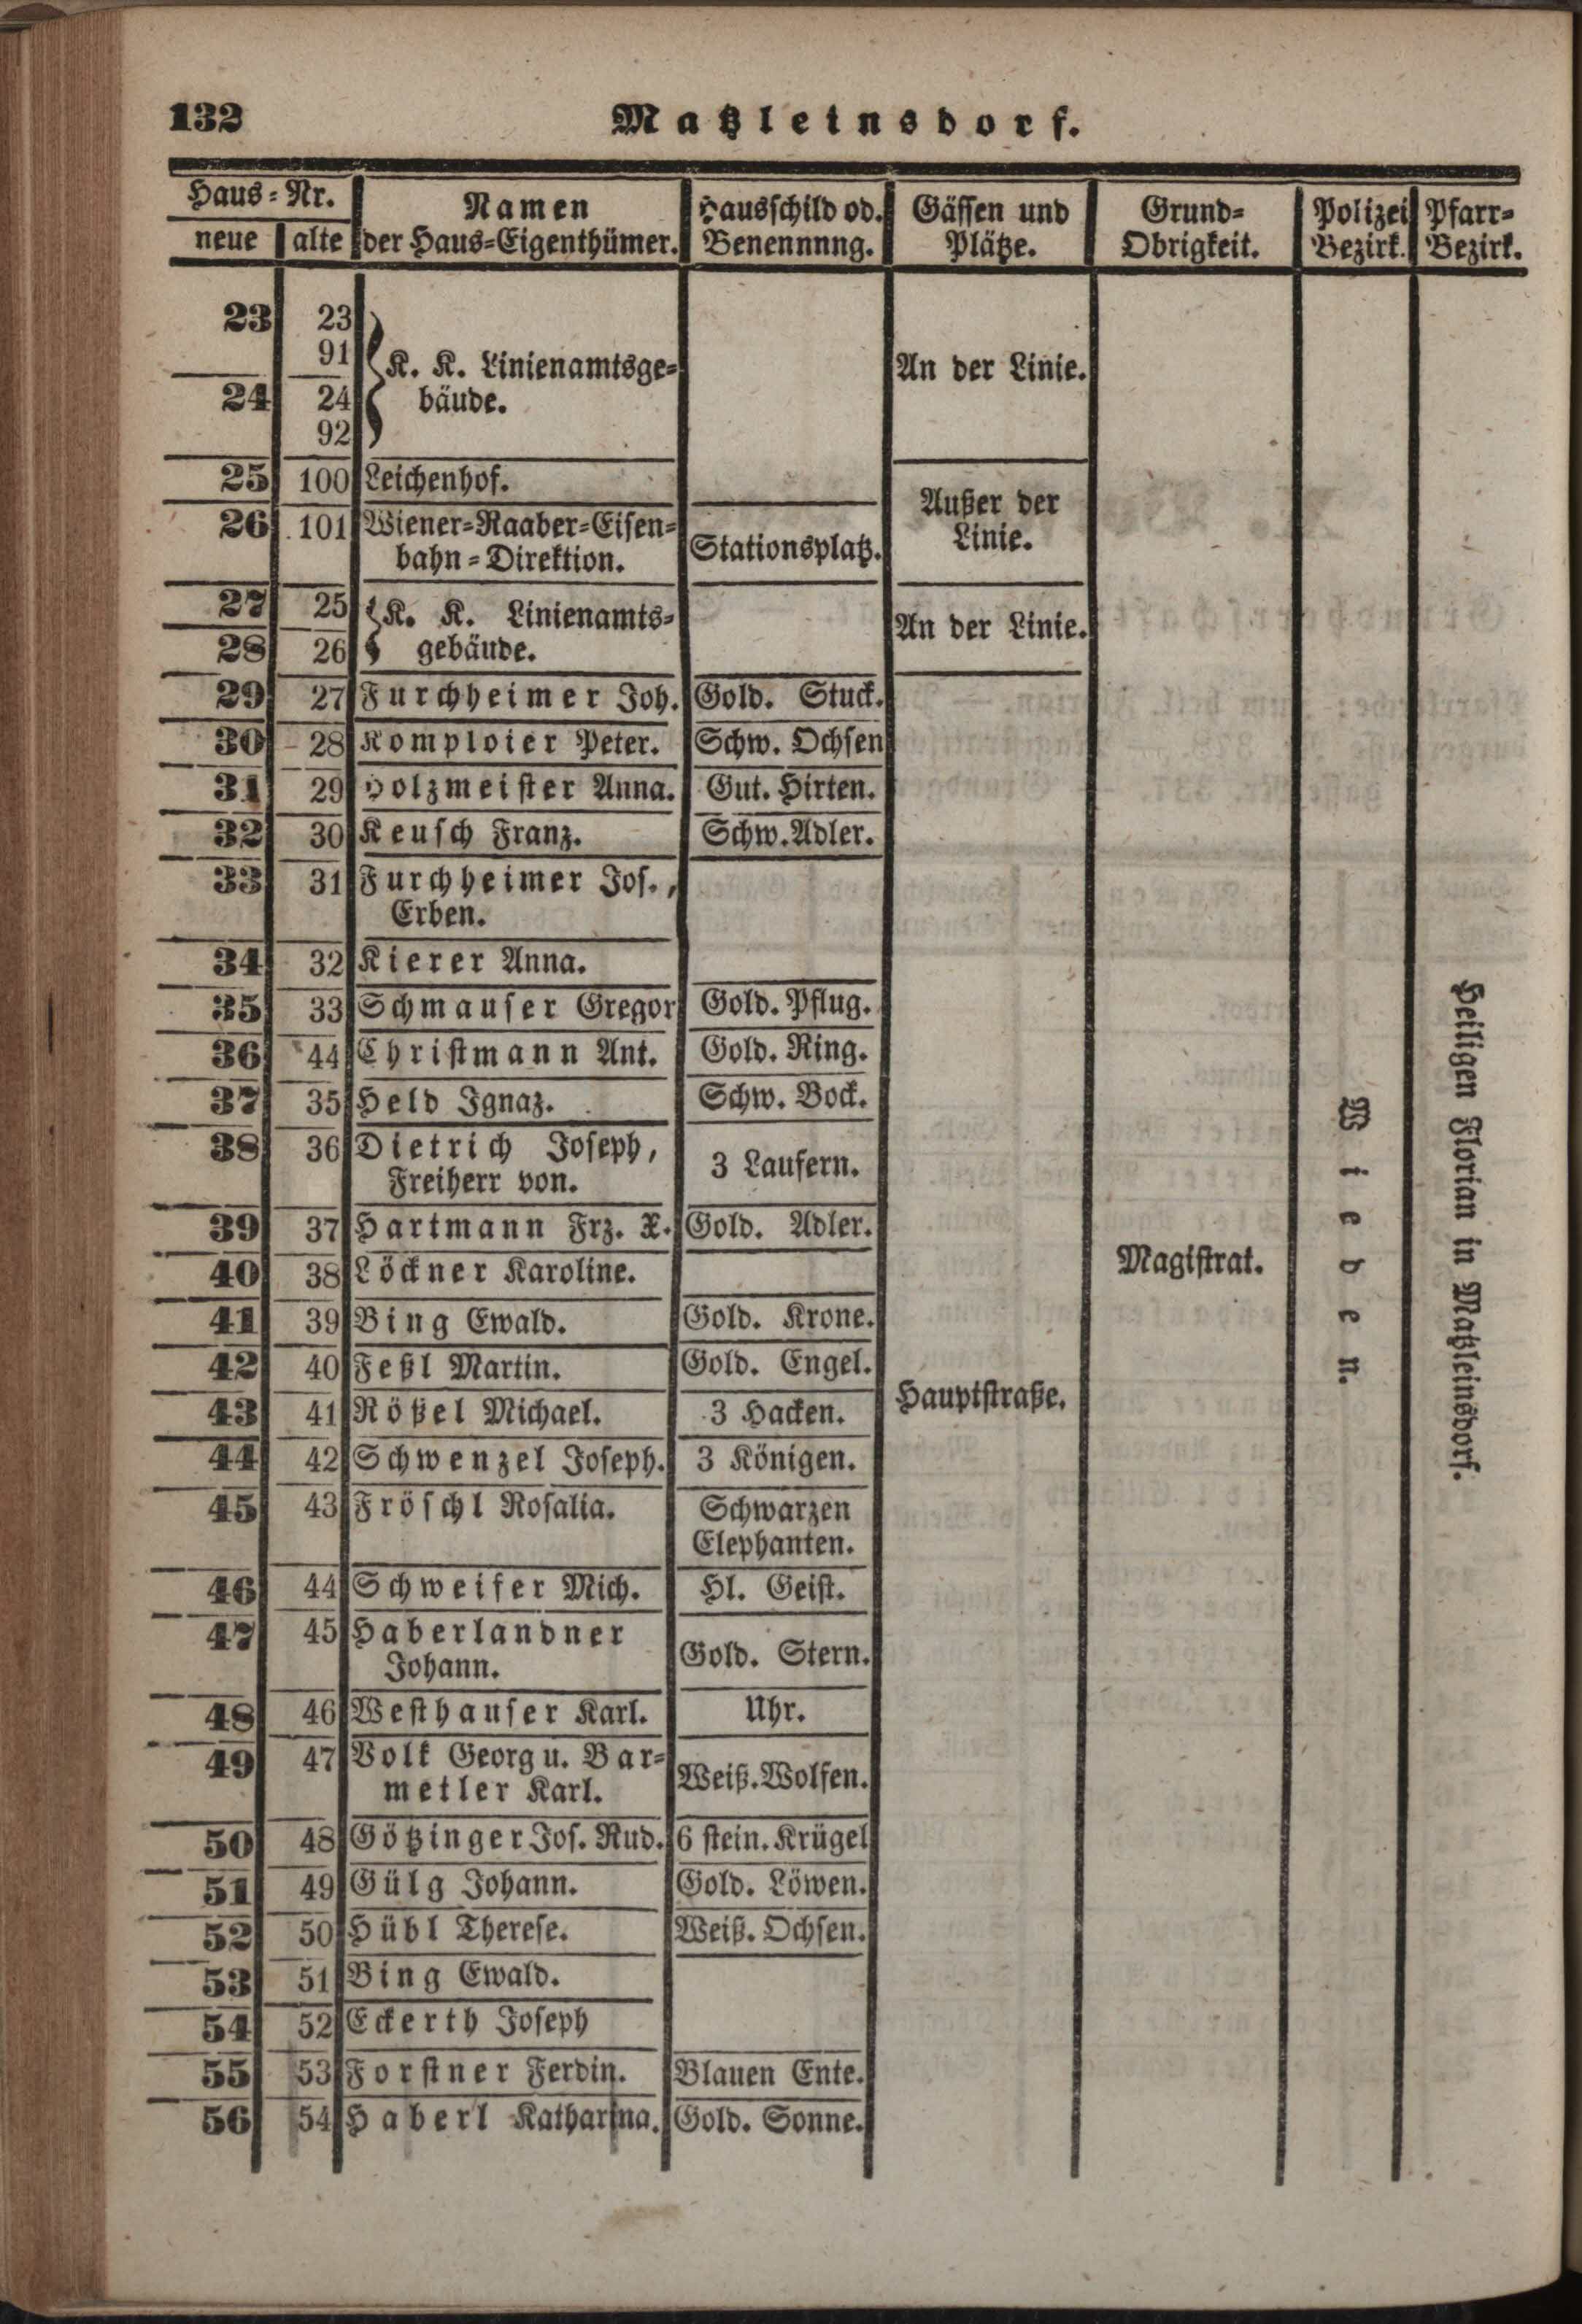 132 Matzleinsdorf.
Haus-Nr. Namen Hausschild od. Gässen und Grund- Polizei Pfarr-
neue alte der Haus-Eigenthümer. Benennnng. Plätze. Obrigkeit. Bezirk. Bezirk.
23 23
91
K. K. Linienamtsge- An der Linie.
24 24 bäude.
92
25 100 Leichenhof.
Außer der
26 101 Wiener-Raaber-Eisen-
Stationsplatz. Linie.
bahn-Direktion.
27 25 K. K. Linienamts-
An der Linie.
28 26 gebäude.
29 27 Furchheimer Joh. Gold. Stuck.
30 28 Komploier Peter. Schw. Ochsen
31 29 Holzmeister Anna. Gut. Hirten.
32 30 Keusch Franz. Schw. Adler.
33 31 Furchheimer Jos.,
Erben.
34 32 Kierer Anna.
35 33 Schmauser Gregor Gold. Pflug.
36 44 Christmann Ant. Gold. Ring.
37 35 Held Ignaz. Schw. Bock.
38 36 Dietrich Joseph,
3 Laufern.
Freiherr von.
39 37 Hartmann Frz. X. Gold. Adler.
Magistrat.
40 38 Löckner Karoline.
41 39 Bing Ewald. Gold. Krone.
42 40 Feßl Martin. Gold. Engel.
Hauptstraße.
43 41 Rößel Michael. 3 Hacken.
44 42 Schwenzel Joseph. 3 Königen.
45 43 Fröschl Rosalia. Schwarzen
Elephanten.
46 44 Schweifer Mich. Hl. Geist.
47 45 Haberlandner
Gold. Stern.
Johann.
48 46 Westhauser Karl. Uhr.
49 47 Volk Georg u. Bar-
Weiß. Wolfen.
metler Karl.
50 48 Götzinger Jos. Rud. 6 stein. Krügel
51 49 Gülg Johann. Gold. Löwen.
52 50 Hübl Therese. Weiß. Ochsen.
53 51 Bing Ewald.
54 52 Eckerth Joseph
55 53 Forstner Ferdin. Blauen Ente.
56 54 Haberl Katharina. Gold. Sonne.
Wieden.
Heiligen Florian in Matzleinsdorf.